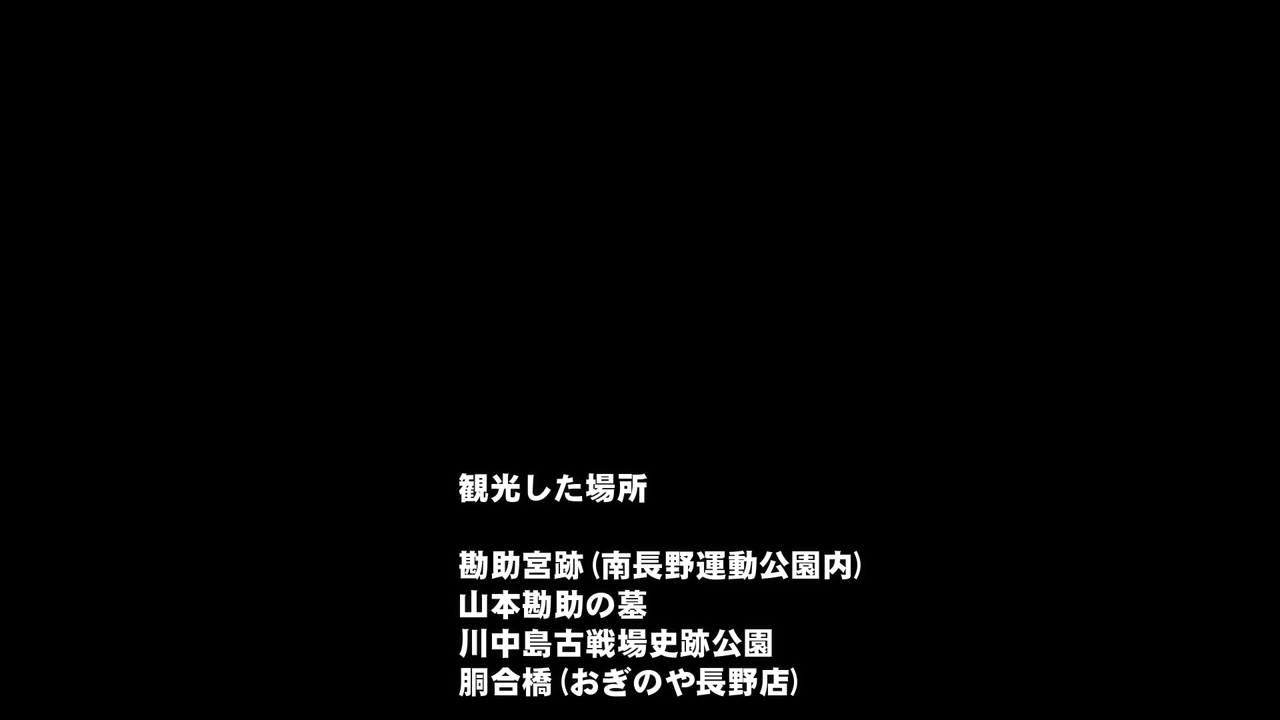 観光した場所
勘助宮跡(南長野運動公園内)
山本勘助の墓
川中島古戦場史跡公園
胴合橋(おぎのや長野店)